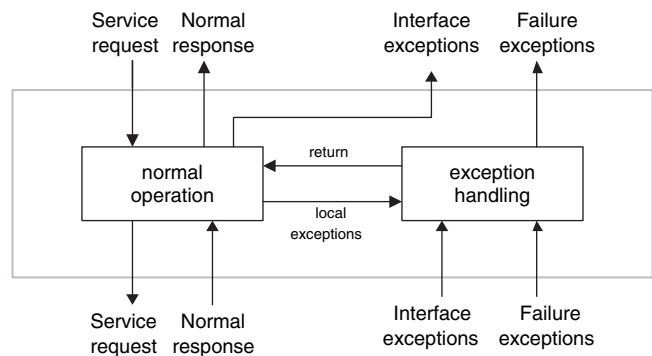 Service request
Normal response
Interface exceptions
Failure exceptions
return
normal operation
exception handling
local exceptions
Service request
Normal response
Interface exceptions
Failure exceptions